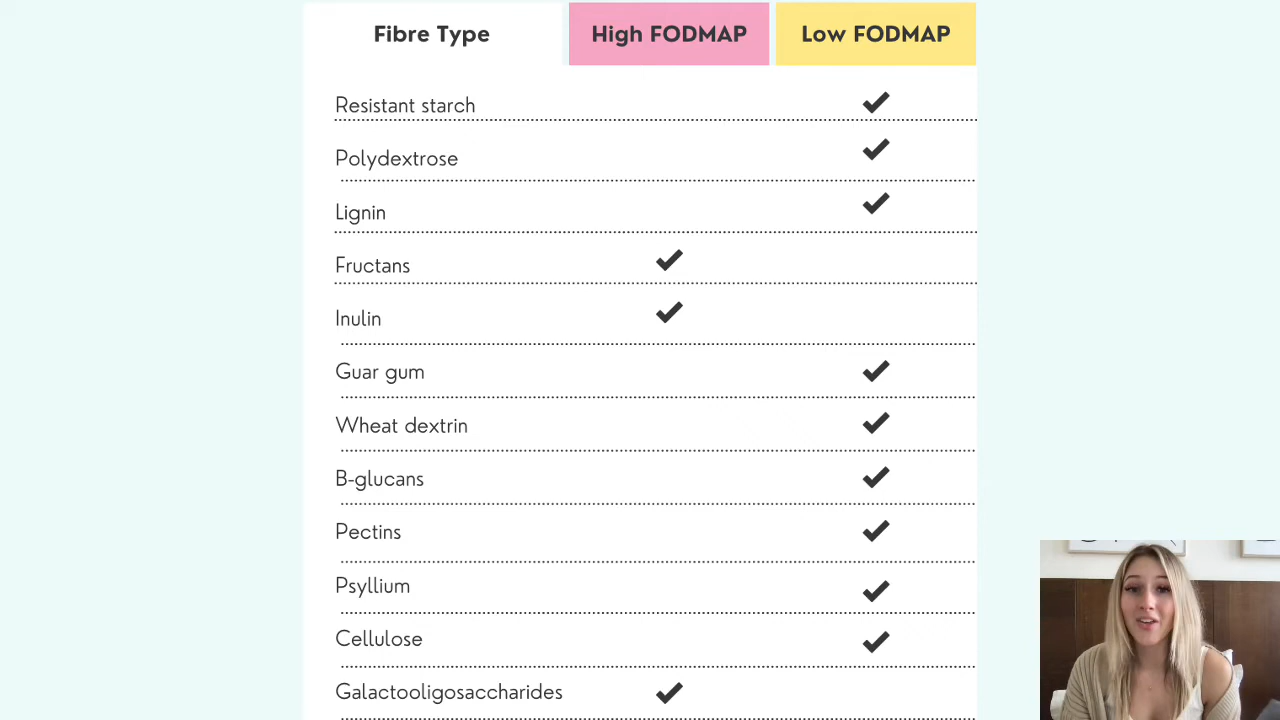 Fibre Type High FODMAP Low FODMAP
Resistant starch
Polydextrose
Lignin
Fructans
Inulin
Guar gum
Wheat dextrin
B-glucans
Pectins
Psyllium
Cellulose
Galactooligosaccharides